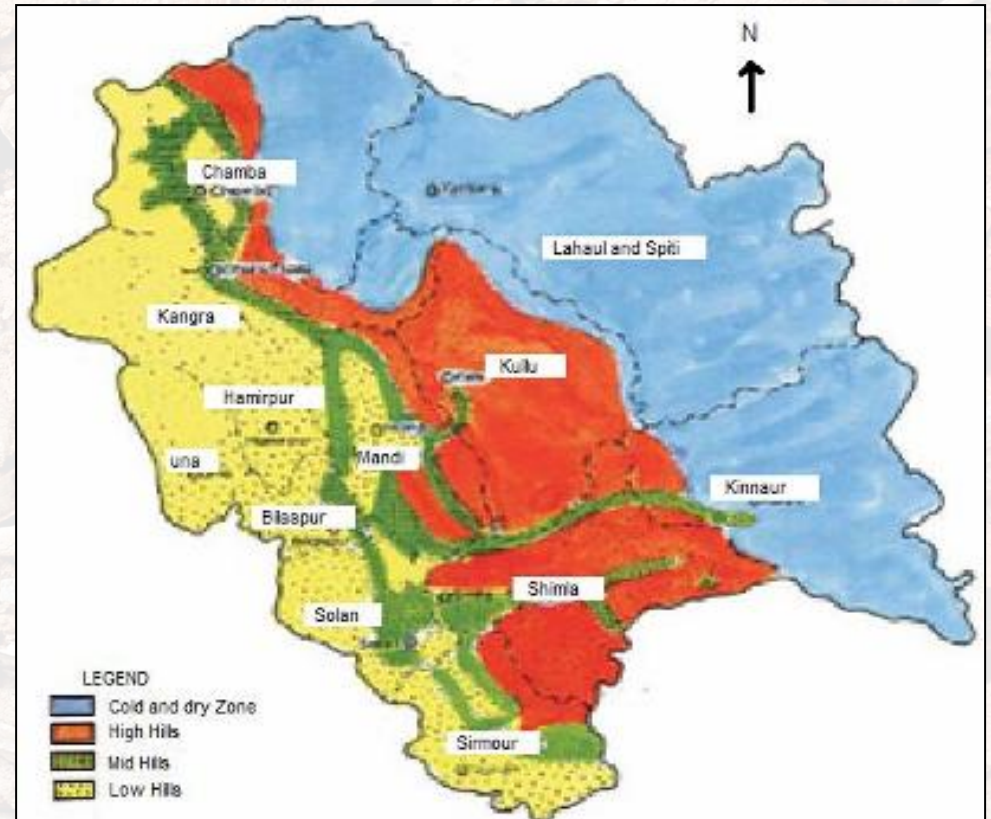 N
Chamba
Lahaul and Spiti
Kangra
Kullu
Hamirpur
Mandi
una
Kinnaur
Bilaspur
Shimla
Solan
LEGEND
Cold and dry Zone
High Hills
Mid Hills
Low Hills
Sirmour